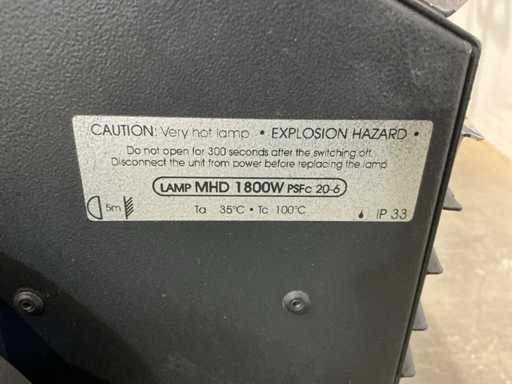 CAUTION: Very hot lamp • EXPLOSION HAZARD •
Do not open for 300 seconds after the switching off.
Disconnect the unit from power before replacing the lamp
LAMP MHD 1800W PSFc 20-6
5m
Ta 35°C • Tc 100°C
IP 33